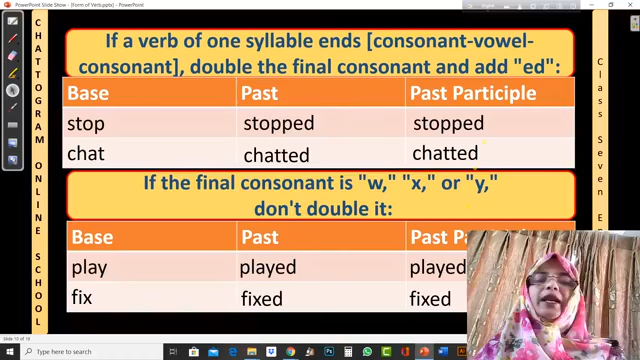 PowerPoint Slide Show - [Form of Verb.pptx] - PowerPoint
CHATTOGRAM ONLINE SCHOOL
If a verb of one syllable ends [consonant-vowel-
consonant], double the final consonant and add "ed":
Base Past Past Participle
stop stopped stopped
chat chatted chatted
If the final consonant is "w," "x," or "y,"
don't double it:
Base Past Past Pa
play played played
fix fixed fixed
Class Seven E
Slide 10 of 18
Type here to search